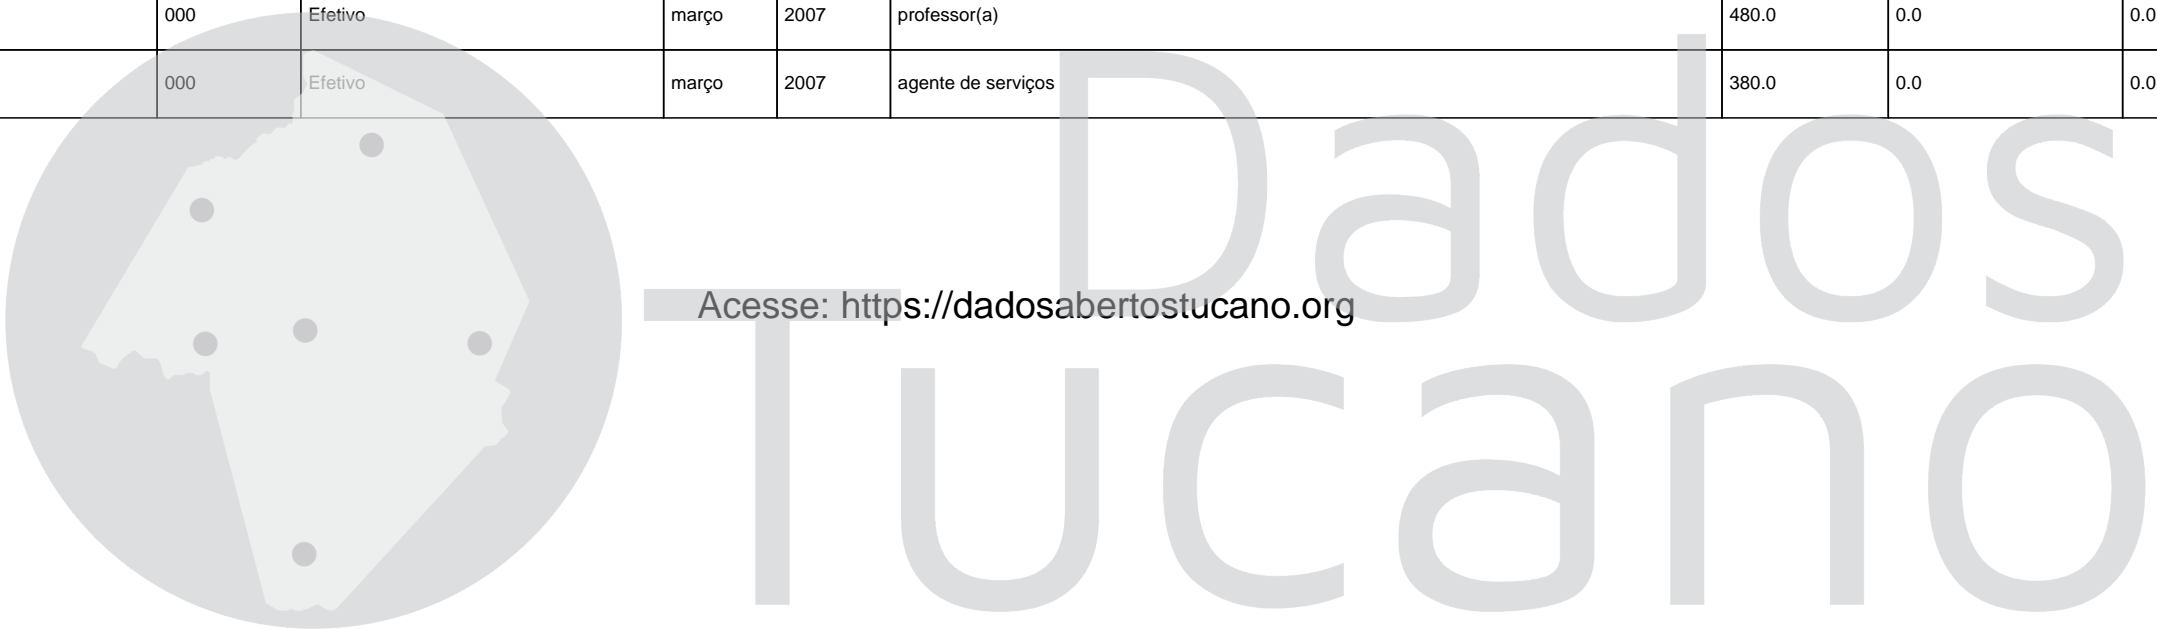 000 Efetivo março 2007 professor(a) 480.0 0.0 0.0
000 Efetivo março 2007 agente de serviços 380.0 0.0 0.0
Dados
Acesse: https://dadosabertostucano.org
Tucano